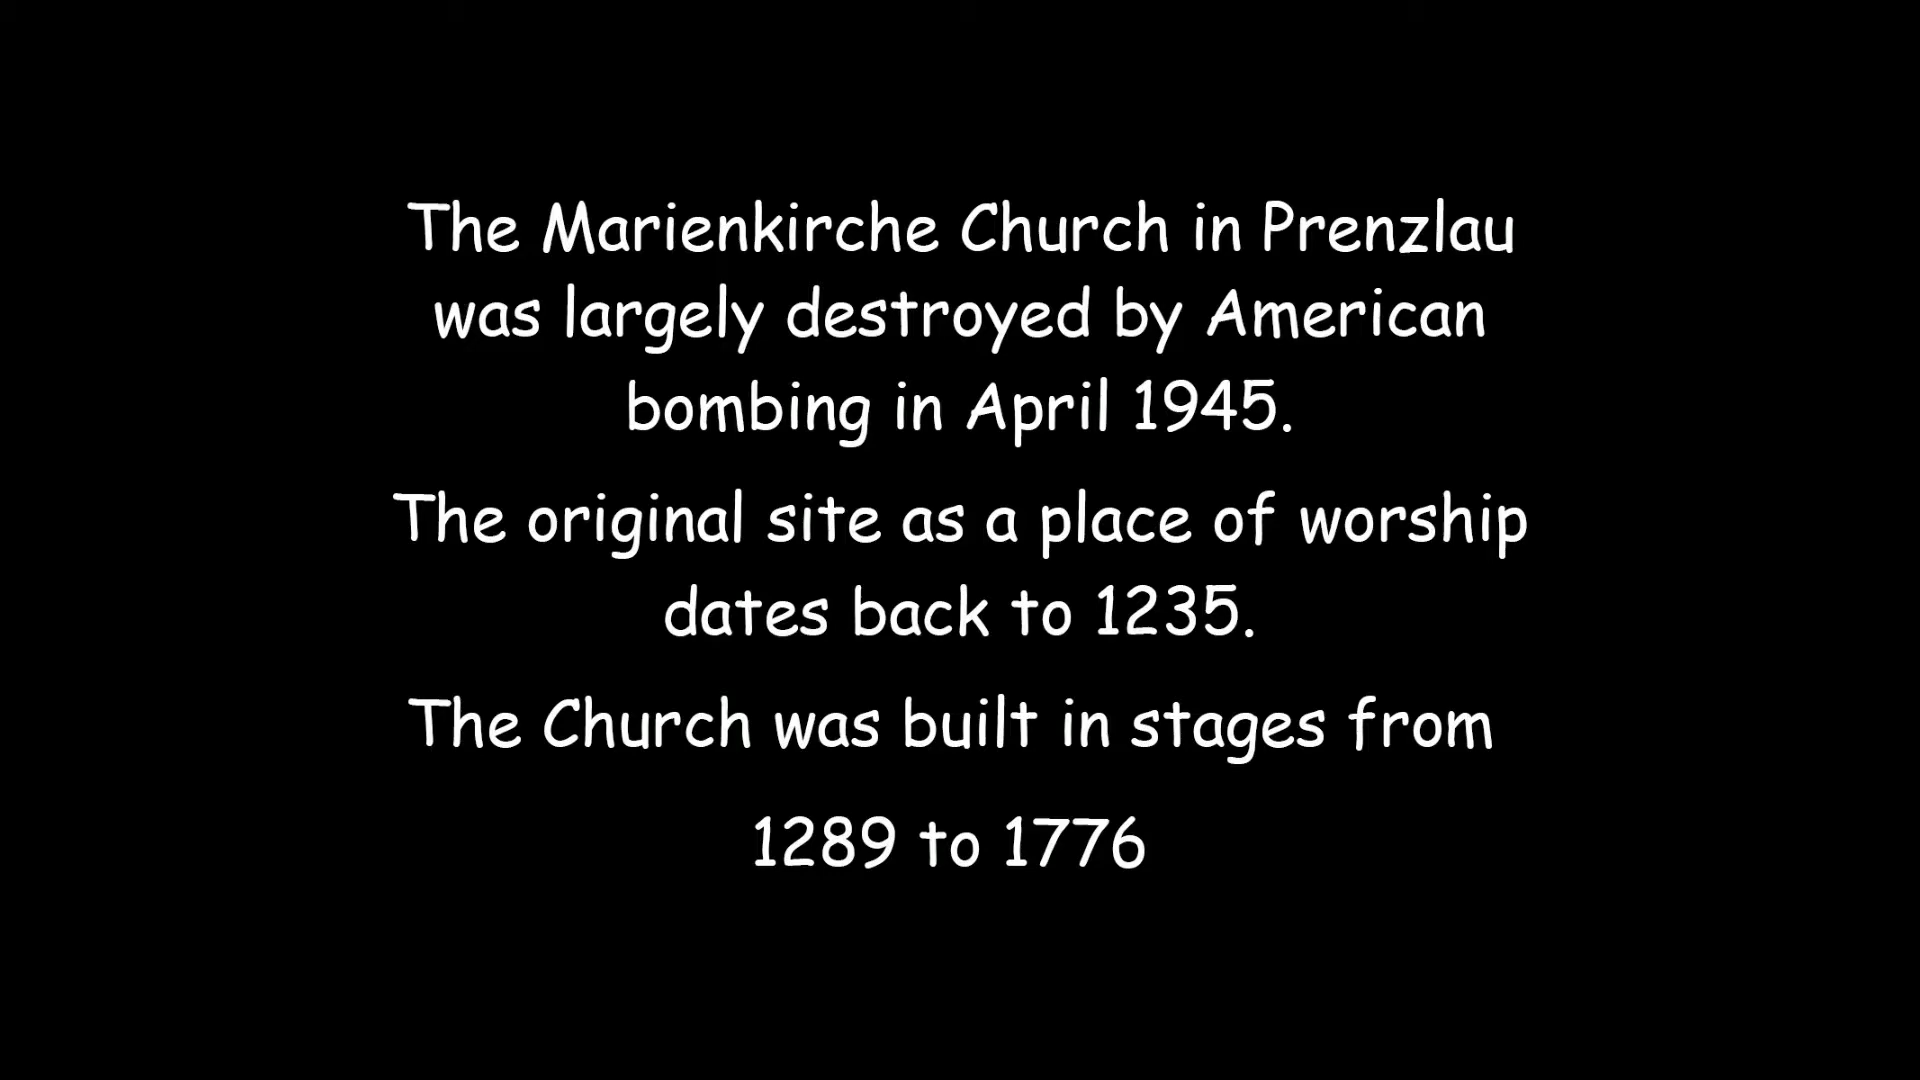 The Marienkirche Church in Prenzlau
was largely destroyed by American
bombing in April 1945.
The original site as a place of worship
dates back to 1235.
The Church was built in stages from
1289 to 1776